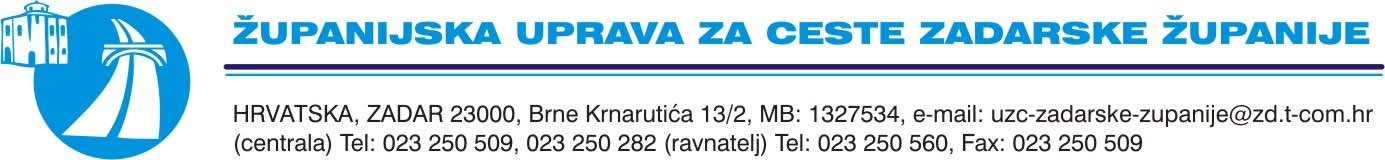 ŽUPANIJSKA UPRAVA ZA CESTE ZADARSKE ŽUPANIJE
HRVATSKA, ZADAR 23000, Brne Krnarutića 13/2, MB: 1327534, e-mail: uzc-zadarske-zupanije@zd.t-com.hr
(centrala) Tel: 023 250 509, 023 250 282 (ravnatelj) Tel: 023 250 560, Fax: 023 250 509